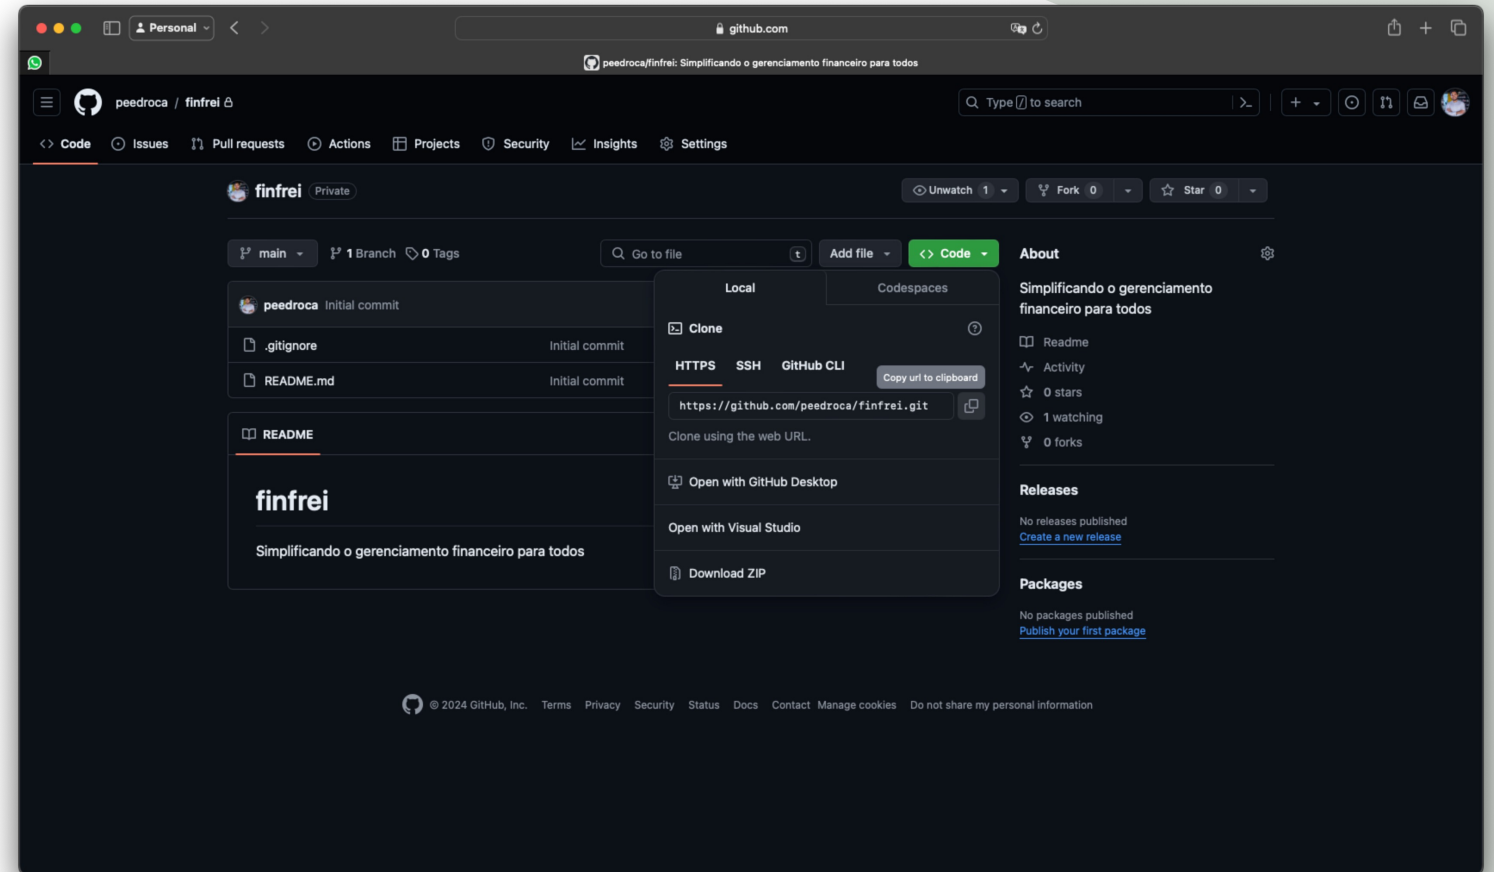 Personal
github.com
peedroca/finfrei: Simplificando o gerenciamento financeiro para todos
peedroca / finfrei
Type / to search
Code Issues Pull requests Actions Projects Security Insights Settings
finfrei Private
Unwatch 1 Fork 0 Star 0
main 1 Branch 0 Tags
Go to file t Add file Code
About
Local Codespaces
Simplificando o gerenciamento
financeiro para todos
peedroca Initial commit
Clone
.gitignore Initial commit
README.md Initial commit
HTTPS SSH GitHub CLI
Copy url to clipboard
https://github.com/peedroca/finfrei.git
Clone using the web URL.
Open with GitHub Desktop
Open with Visual Studio
Download ZIP
README
finfrei
Simplificando o gerenciamento financeiro para todos
Readme
Activity
0 stars
1 watching
0 forks
Releases
No releases published
Create a new release
Packages
No packages published
Publish your first package
© 2024 GitHub, Inc. Terms Privacy Security Status Docs Contact Manage cookies Do not share my personal information